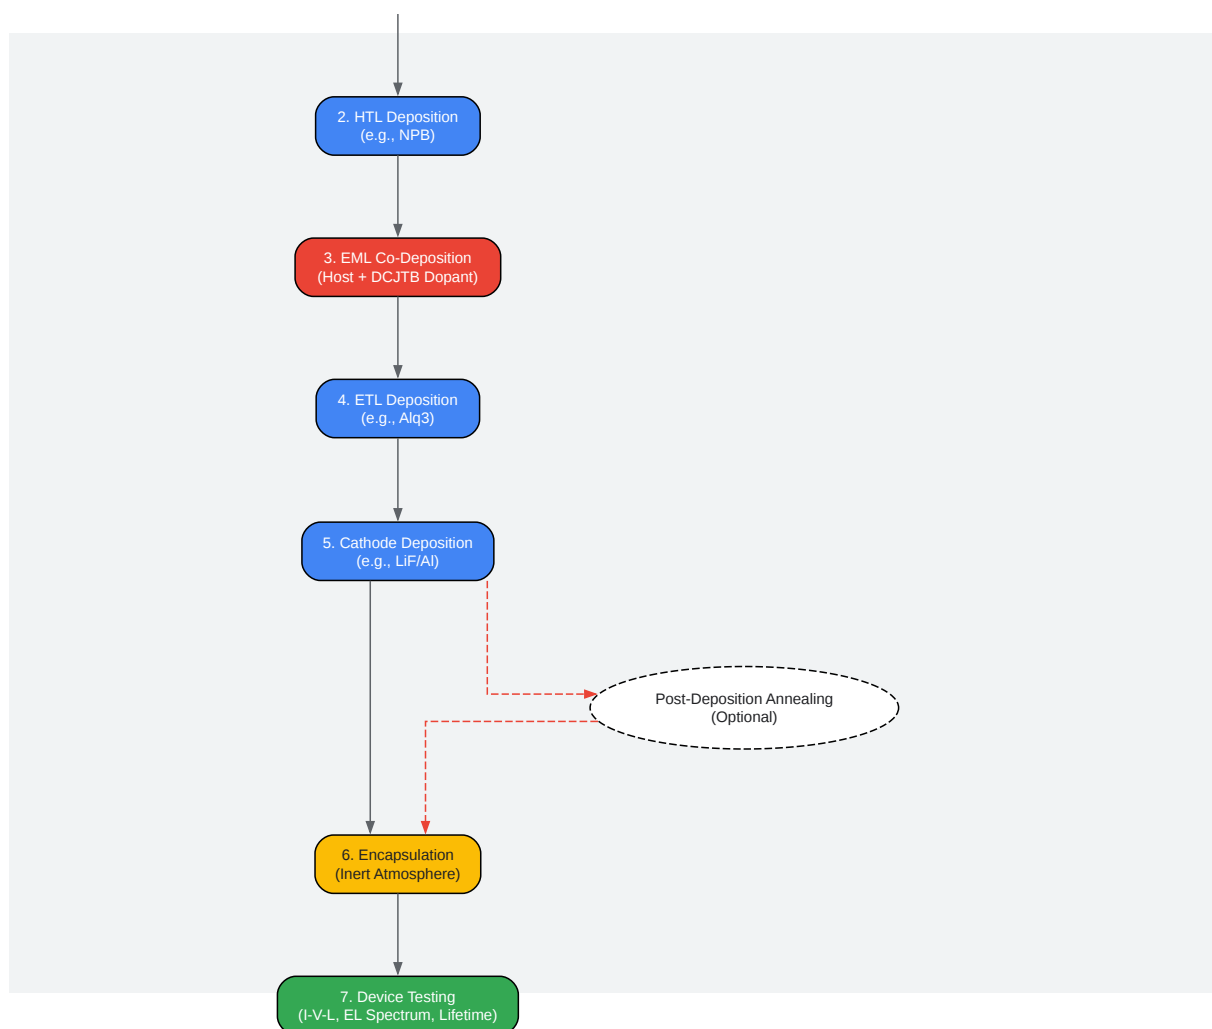 2. HTL Deposition
(e.g., NPB)
3. EML Co-Deposition
(Host + DCJTB Dopant)
4. ETL Deposition
(e.g., Alq3)
5. Cathode Deposition
(e.g., LiF/Al)
Post-Deposition Annealing
(Optional)
6. Encapsulation
(Inert Atmosphere)
7. Device Testing
(I-V-L, EL Spectrum, Lifetime)